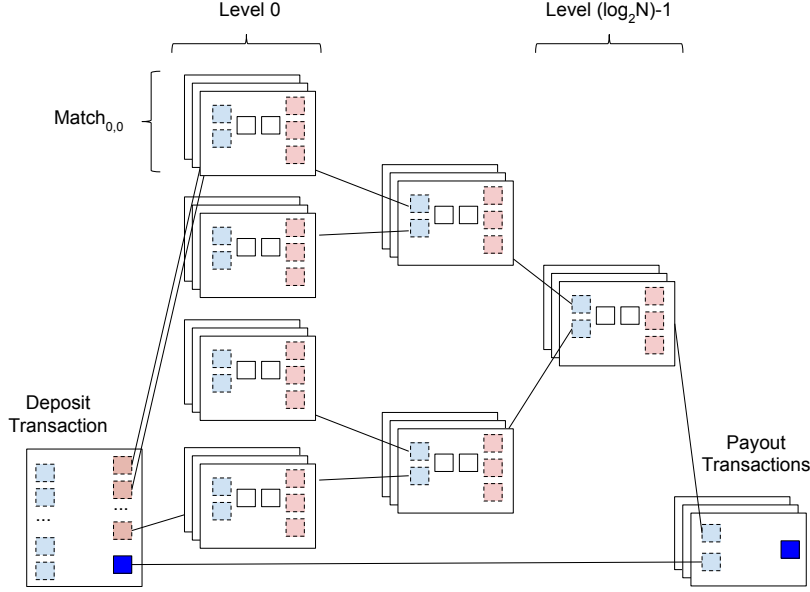 Level 0
Level (log₂N)-1
Match₀,₀
Deposit
Transaction
...
...
Payout
Transactions